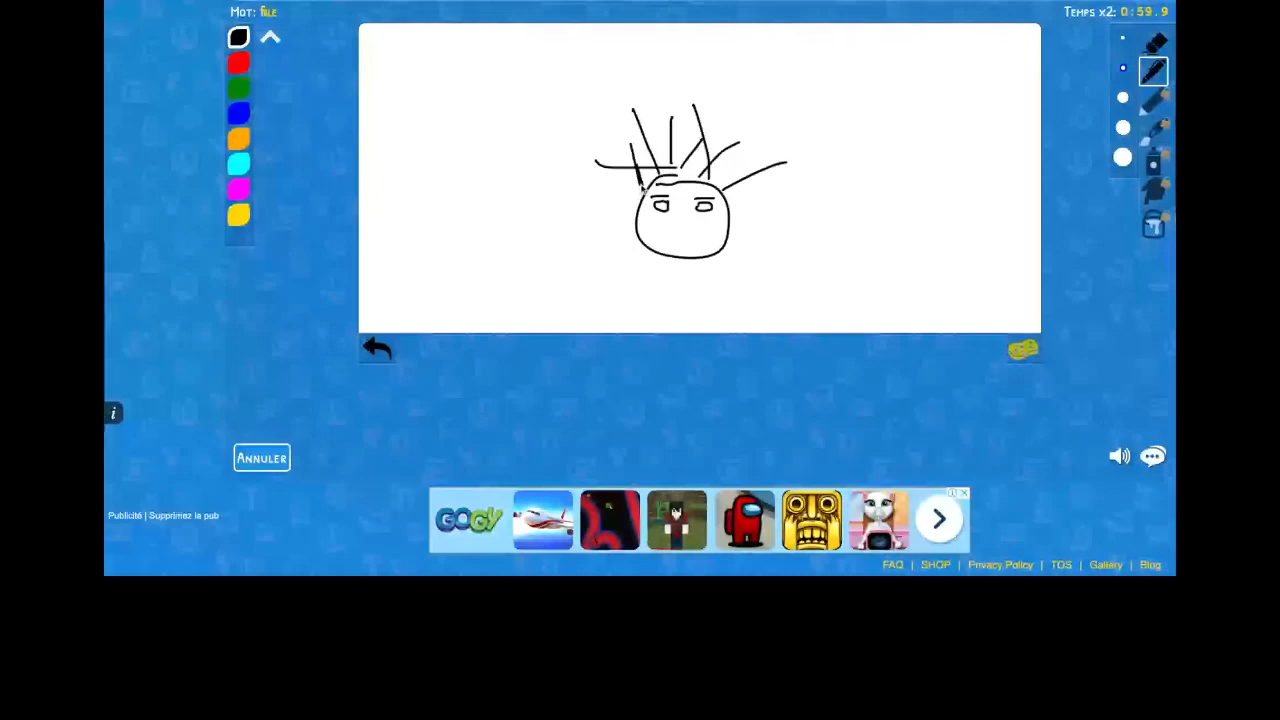 Mot: fille
Temps x2: 0:59.9
i
Annuler
GOGY
Publicité | Supprimez la pub
FAQ | SHOP | Privacy Policy | TOS | Gallery | Blog